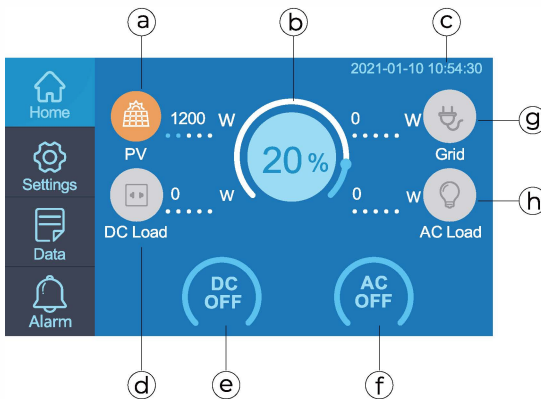 a
b
c
2021-01-10 10:54:30
Home
1200 W
0 W
g
PV
20 %
Grid
Settings
0 W
0 W
h
DC Load
AC Load
Data
DC
OFF
AC
OFF
Alarm
d
e
f